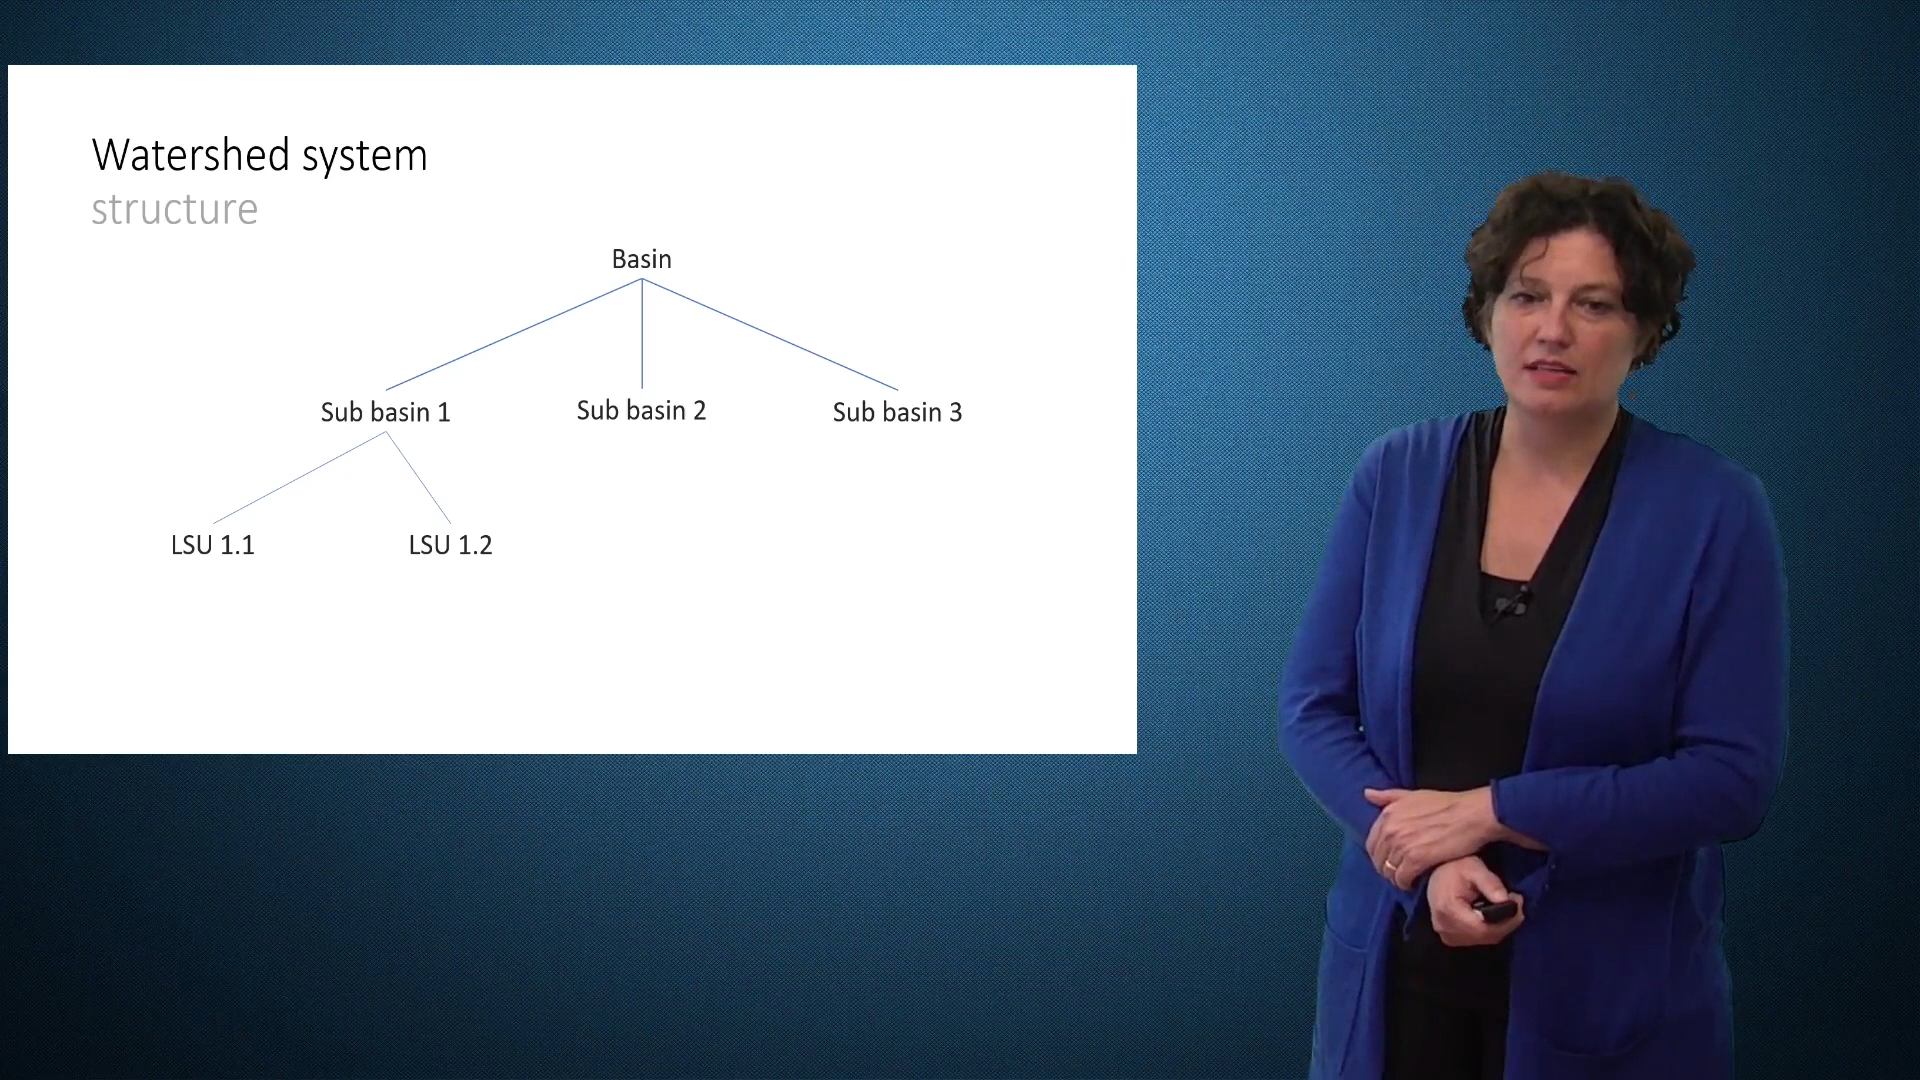 Watershed system
structure
Basin
Sub basin 1
Sub basin 2
Sub basin 3
LSU 1.1
LSU 1.2